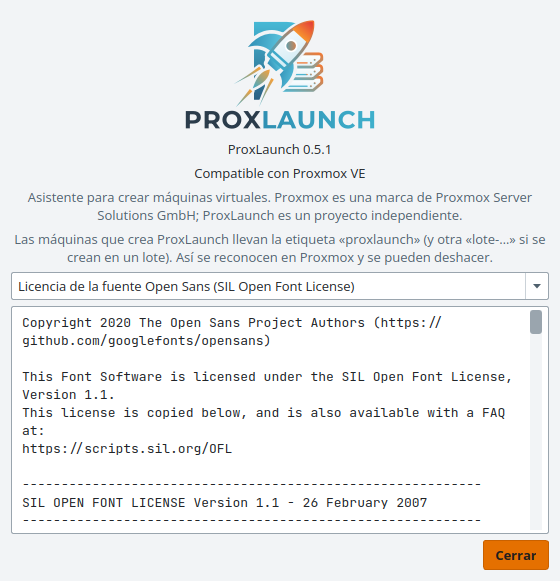 PROXLAUNCH
ProxLaunch 0.5.1
Compatible con Proxmox VE
Asistente para crear máquinas virtuales. Proxmox es una marca de Proxmox Server
Solutions GmbH; ProxLaunch es un proyecto independiente.
Las máquinas que crea ProxLaunch llevan la etiqueta «proxlaunch» (y otra «lote-...» si se
crean en un lote). Así se reconocen en Proxmox y se pueden deshacer.
Licencia de la fuente Open Sans (SIL Open Font License)
Copyright 2020 The Open Sans Project Authors (https://
github.com/googlefonts/opensans)
This Font Software is licensed under the SIL Open Font License,
Version 1.1.
This license is copied below, and is also available with a FAQ
at:
https://scripts.sil.org/OFL
-----------------------------------------------------------
SIL OPEN FONT LICENSE Version 1.1 - 26 February 2007
-----------------------------------------------------------
Cerrar